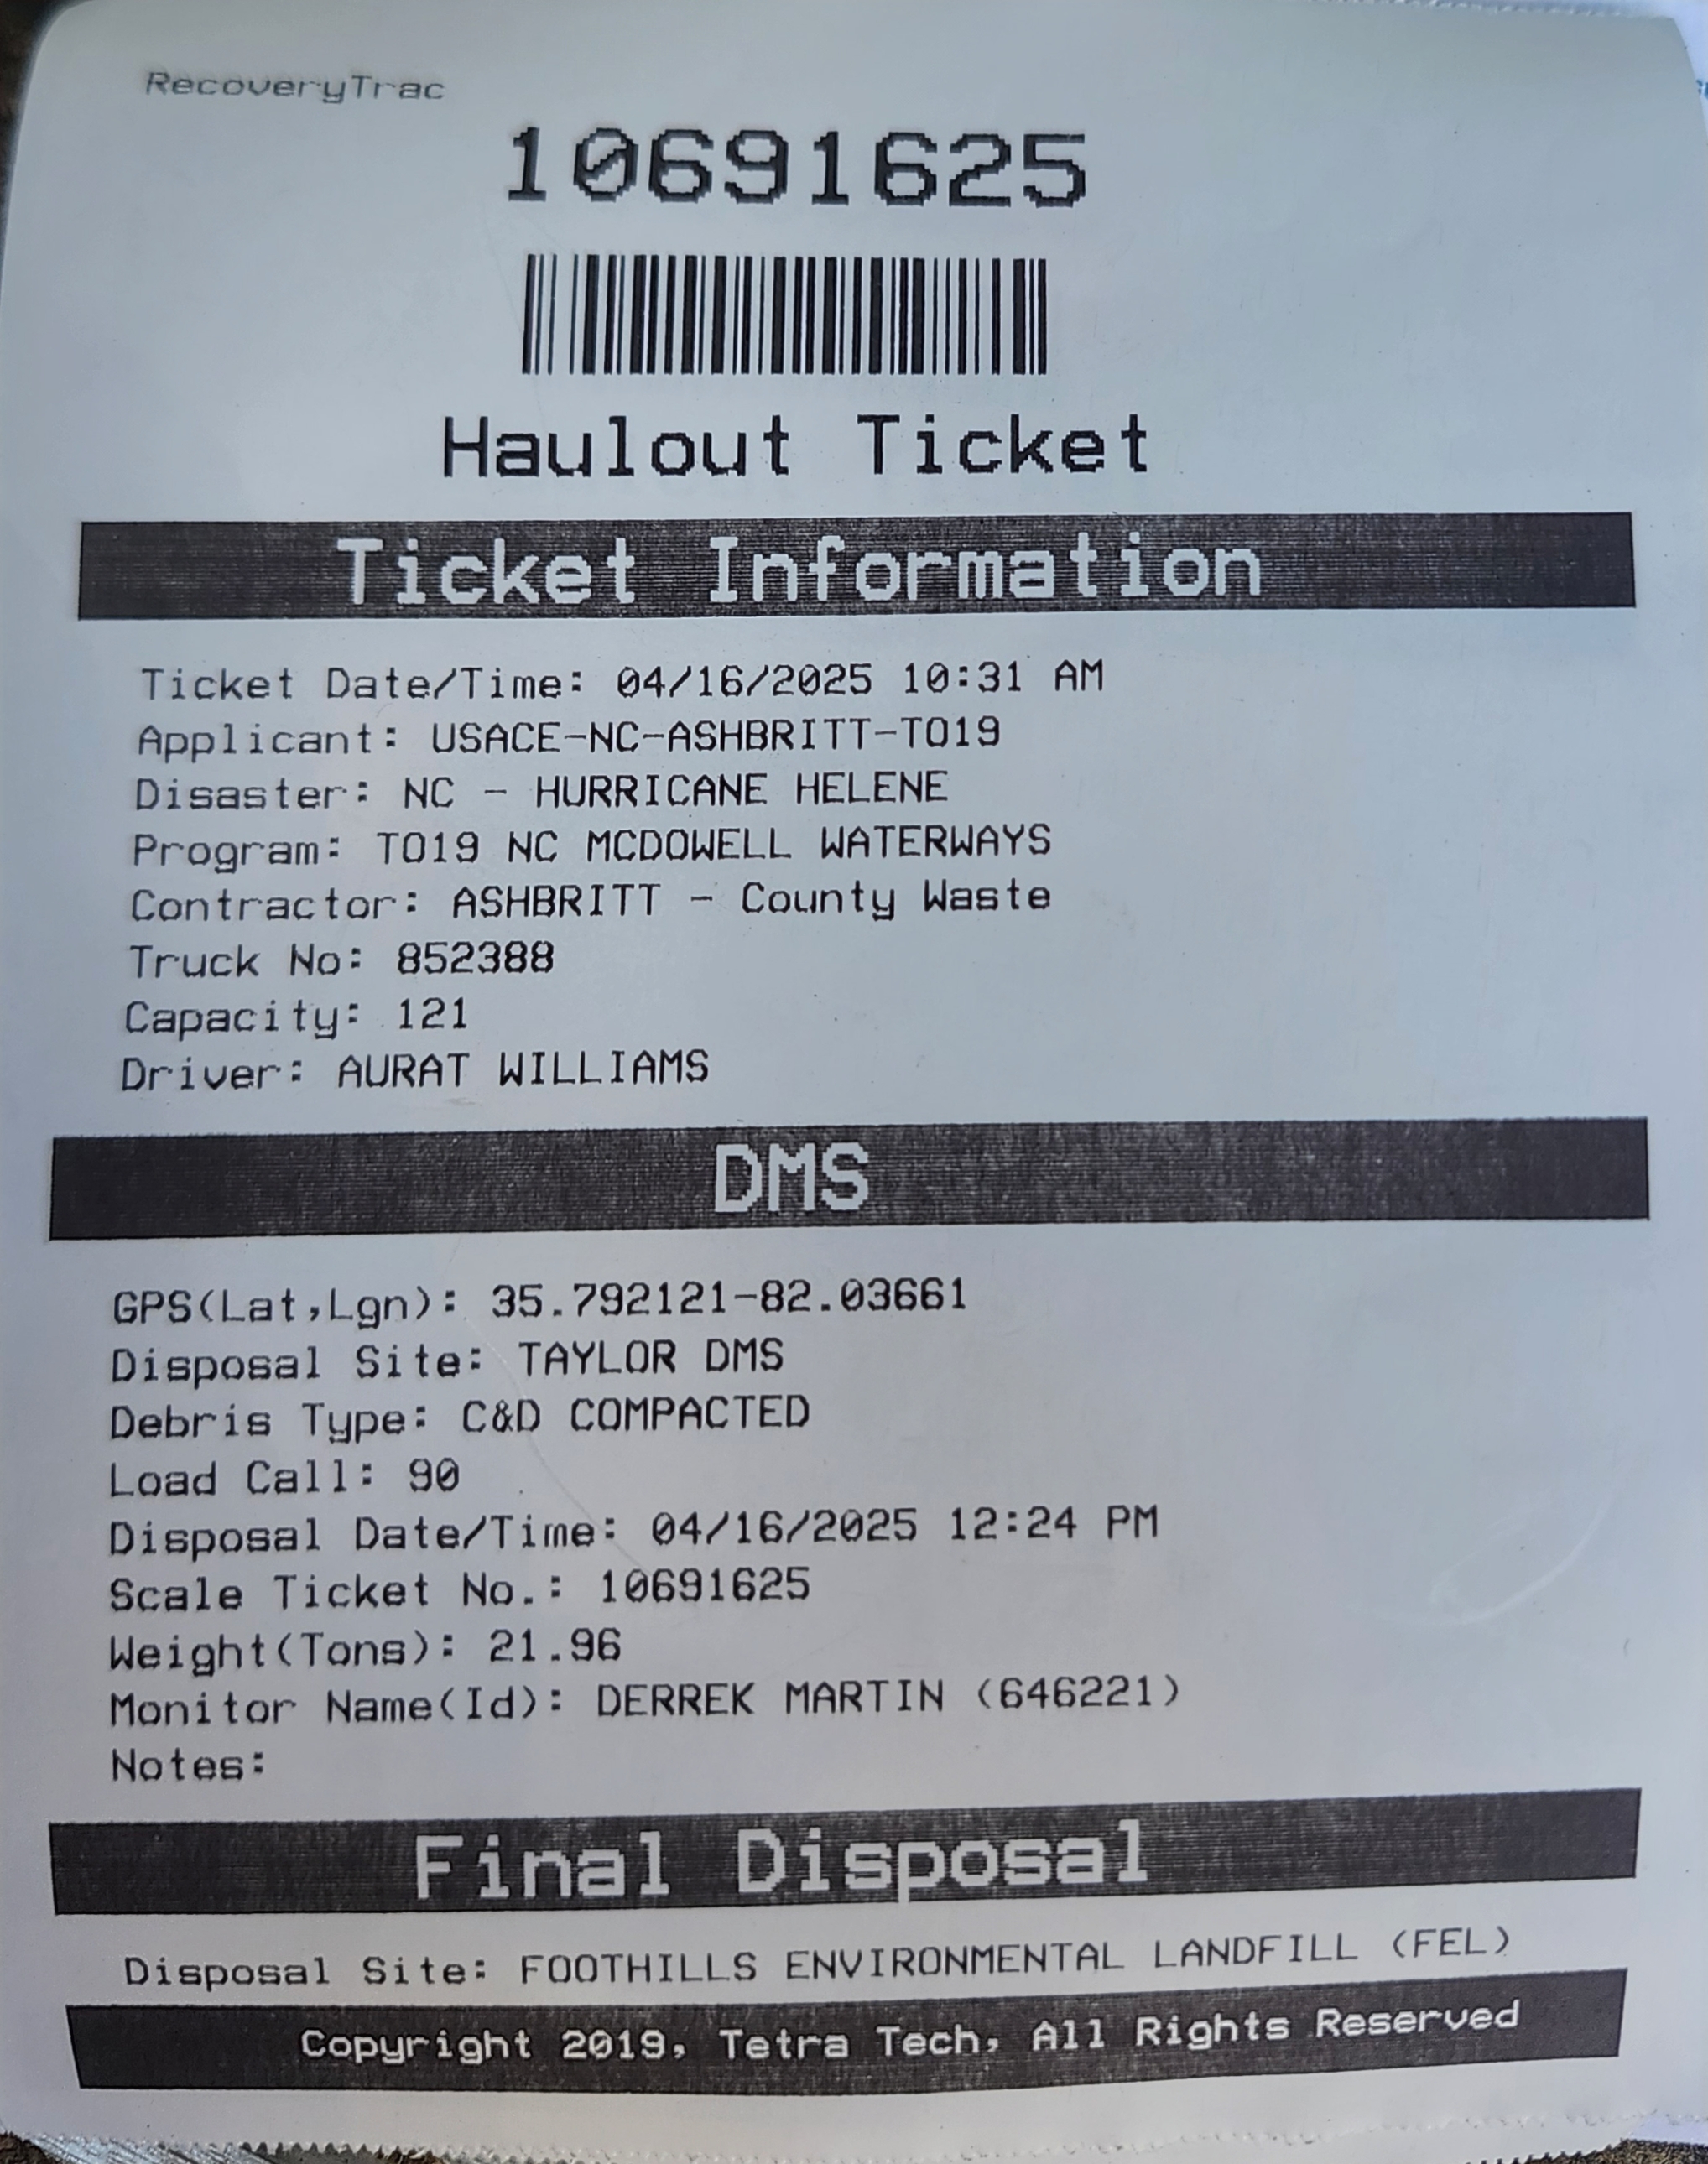 RecoveryTrac
10691625
Haulout Ticket
Ticket Information
Ticket Date/Time: 04/16/2025 10:31 AM
Applicant: USACE-NC-ASHBRITT-TO19
Disaster: NC - HURRICANE HELENE
Program: TO19 NC MCDOWELL WATERWAYS
Contractor: ASHBRITT - County Waste
Truck No: 852388
Capacity: 121
Driver: AURAT WILLIAMS
DMS
GPS(Lat,Lgn): 35.792121-82.03661
Disposal Site: TAYLOR DMS
Debris Type: C&D COMPACTED
Load Call: 90
Disposal Date/Time: 04/16/2025 12:24 PM
Scale Ticket No.: 10691625
Weight(Tons): 21.96
Monitor Name(Id): DERREK MARTIN (646221)
Notes:
Final Disposal
Disposal Site: FOOTHILLS ENVIRONMENTAL LANDFILL (FEL)
Copyright 2019, Tetra Tech, All Rights Reserved